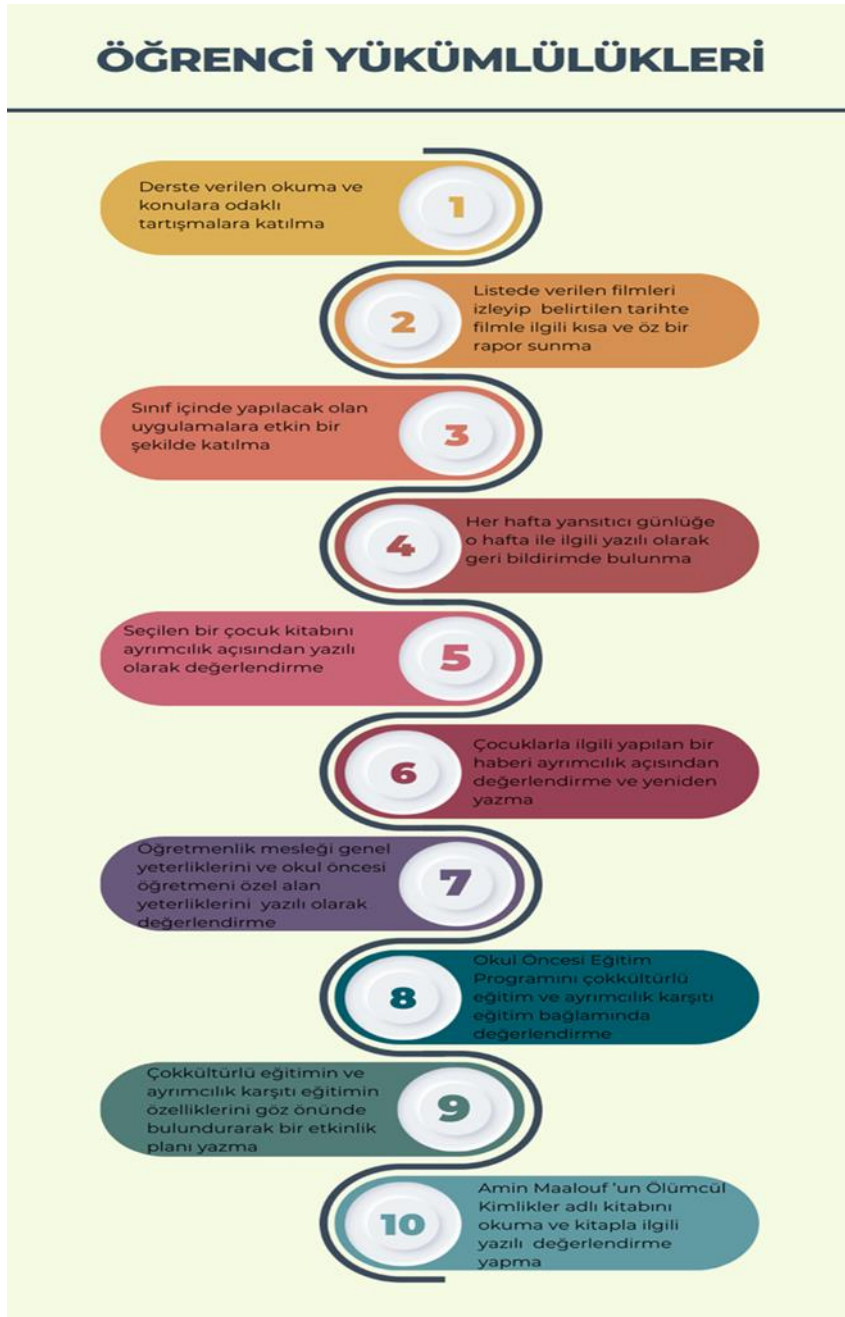 ÖĞRENCİ YÜKÜMLÜLÜKLERİ
Derste verilen okuma ve
konulara odaklı
tartışmalara katılma
1
2
Listede verilen filmleri
izleyip belirtilen tarihte
filmle ilgili kısa ve öz bir
rapor sunma
Sınıf içinde yapılacak olan
uygulamalara etkin bir
şekilde katılma
3
4
Her hafta yansıtıcı günlüğe
o hafta ile ilgili yazılı olarak
geri bildirimde bulunma
Seçilen bir çocuk kitabını
ayrımcılık açısından yazılı
olarak değerlendirme
5
6
Çocuklarla ilgili yapılan bir
haberi ayrımcılık açısından
değerlendirme ve yeniden
yazma
Öğretmenlik mesleği genel
yeterliklerini ve okul öncesi
öğretmeni özel alan
yeterliklerini yazılı olarak
değerlendirme
7
8
Okul Öncesi Eğitim
Programını çokkültürlü
eğitim ve ayrımcılık karşıtı
eğitim bağlamında
değerlendirme
Çokkültürlü eğitimin ve
ayrımcılık karşıtı eğitimin
özelliklerini göz önünde
bulundurarak bir etkinlik
planı yazma
9
10
Amin Maalouf 'un Ölümcül
Kimlikler adlı kitabını
okuma ve kitapla ilgili
yazılı değerlendirme
yapma